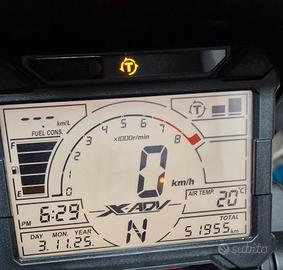 T
--- km/L
FUEL CONS.
x1000r/min
0 1 2 3 4 5 6 7 8 9
T
F
E
0
km/h
AIR TEMP.
20°C
PM 6:29
X-ADV
DAY MON. YEAR
3.11.25.
N
TOTAL
51955 km
subito